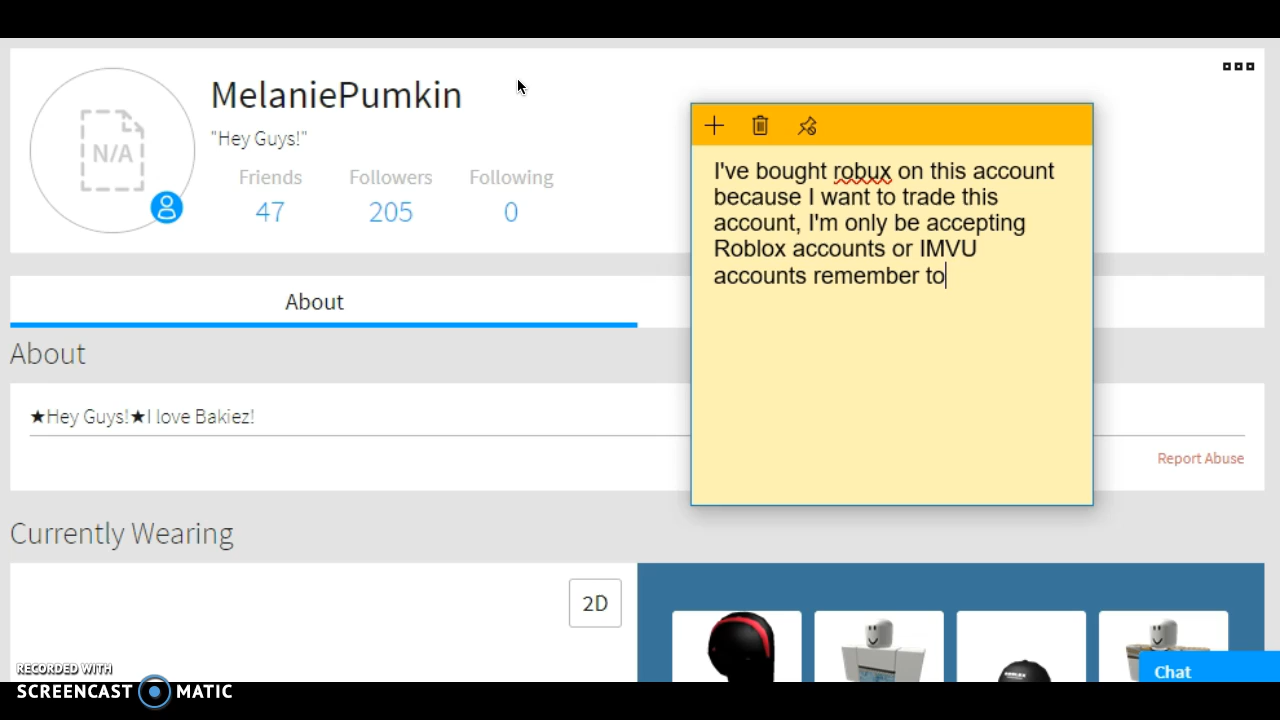 MelaniePumkin
"Hey Guys!"
Friends Followers Following
47 205 0
I've bought robux on this account
because I want to trade this
account, I'm only be accepting
Roblox accounts or IMVU
accounts remember to
N/A
About
About
★Hey Guys!★I love Bakiez!
Report Abuse
Currently Wearing
2D
Chat
RECORDED WITH
SCREENCAST MATIC